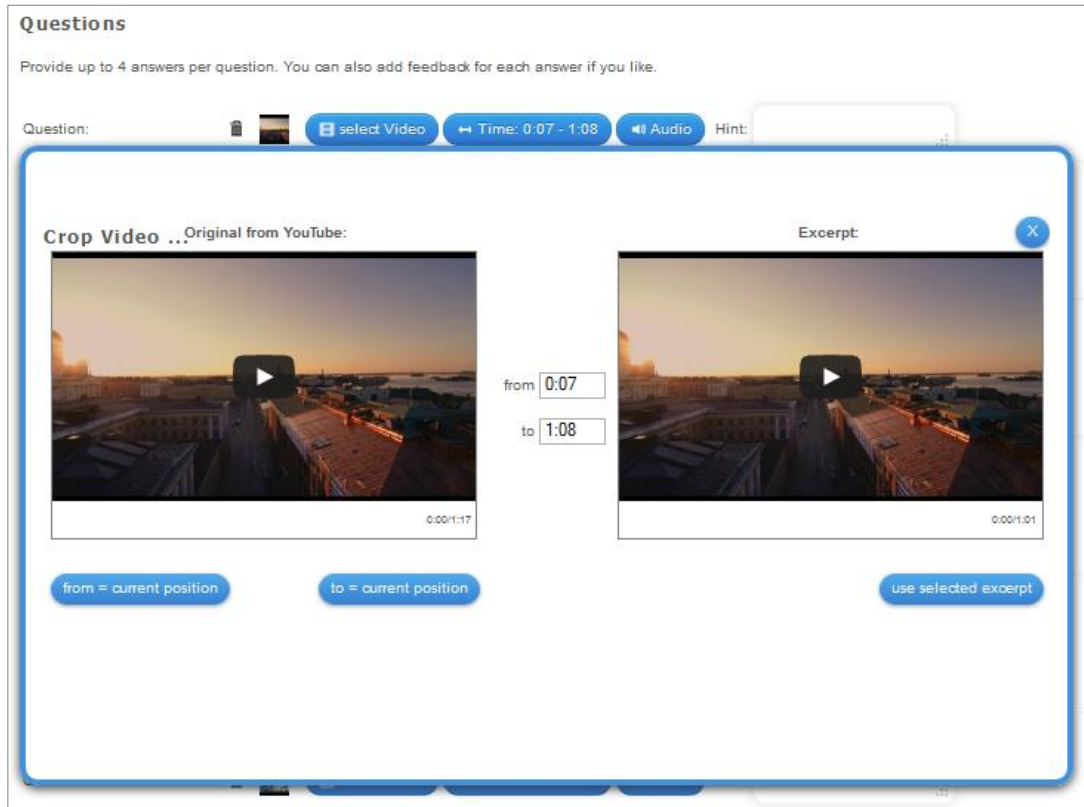 Questions
Provide up to 4 answers per question. You can also add feedback for each answer if you like.
Question: select Video Time: 0:07 - 1:08 Audio Hint:
Crop Video ... Original from YouTube: Excerpt: X
from 0:07
to 1:08
0:00/1:17 0:00/1:01
from = current position to = current position use selected excerpt